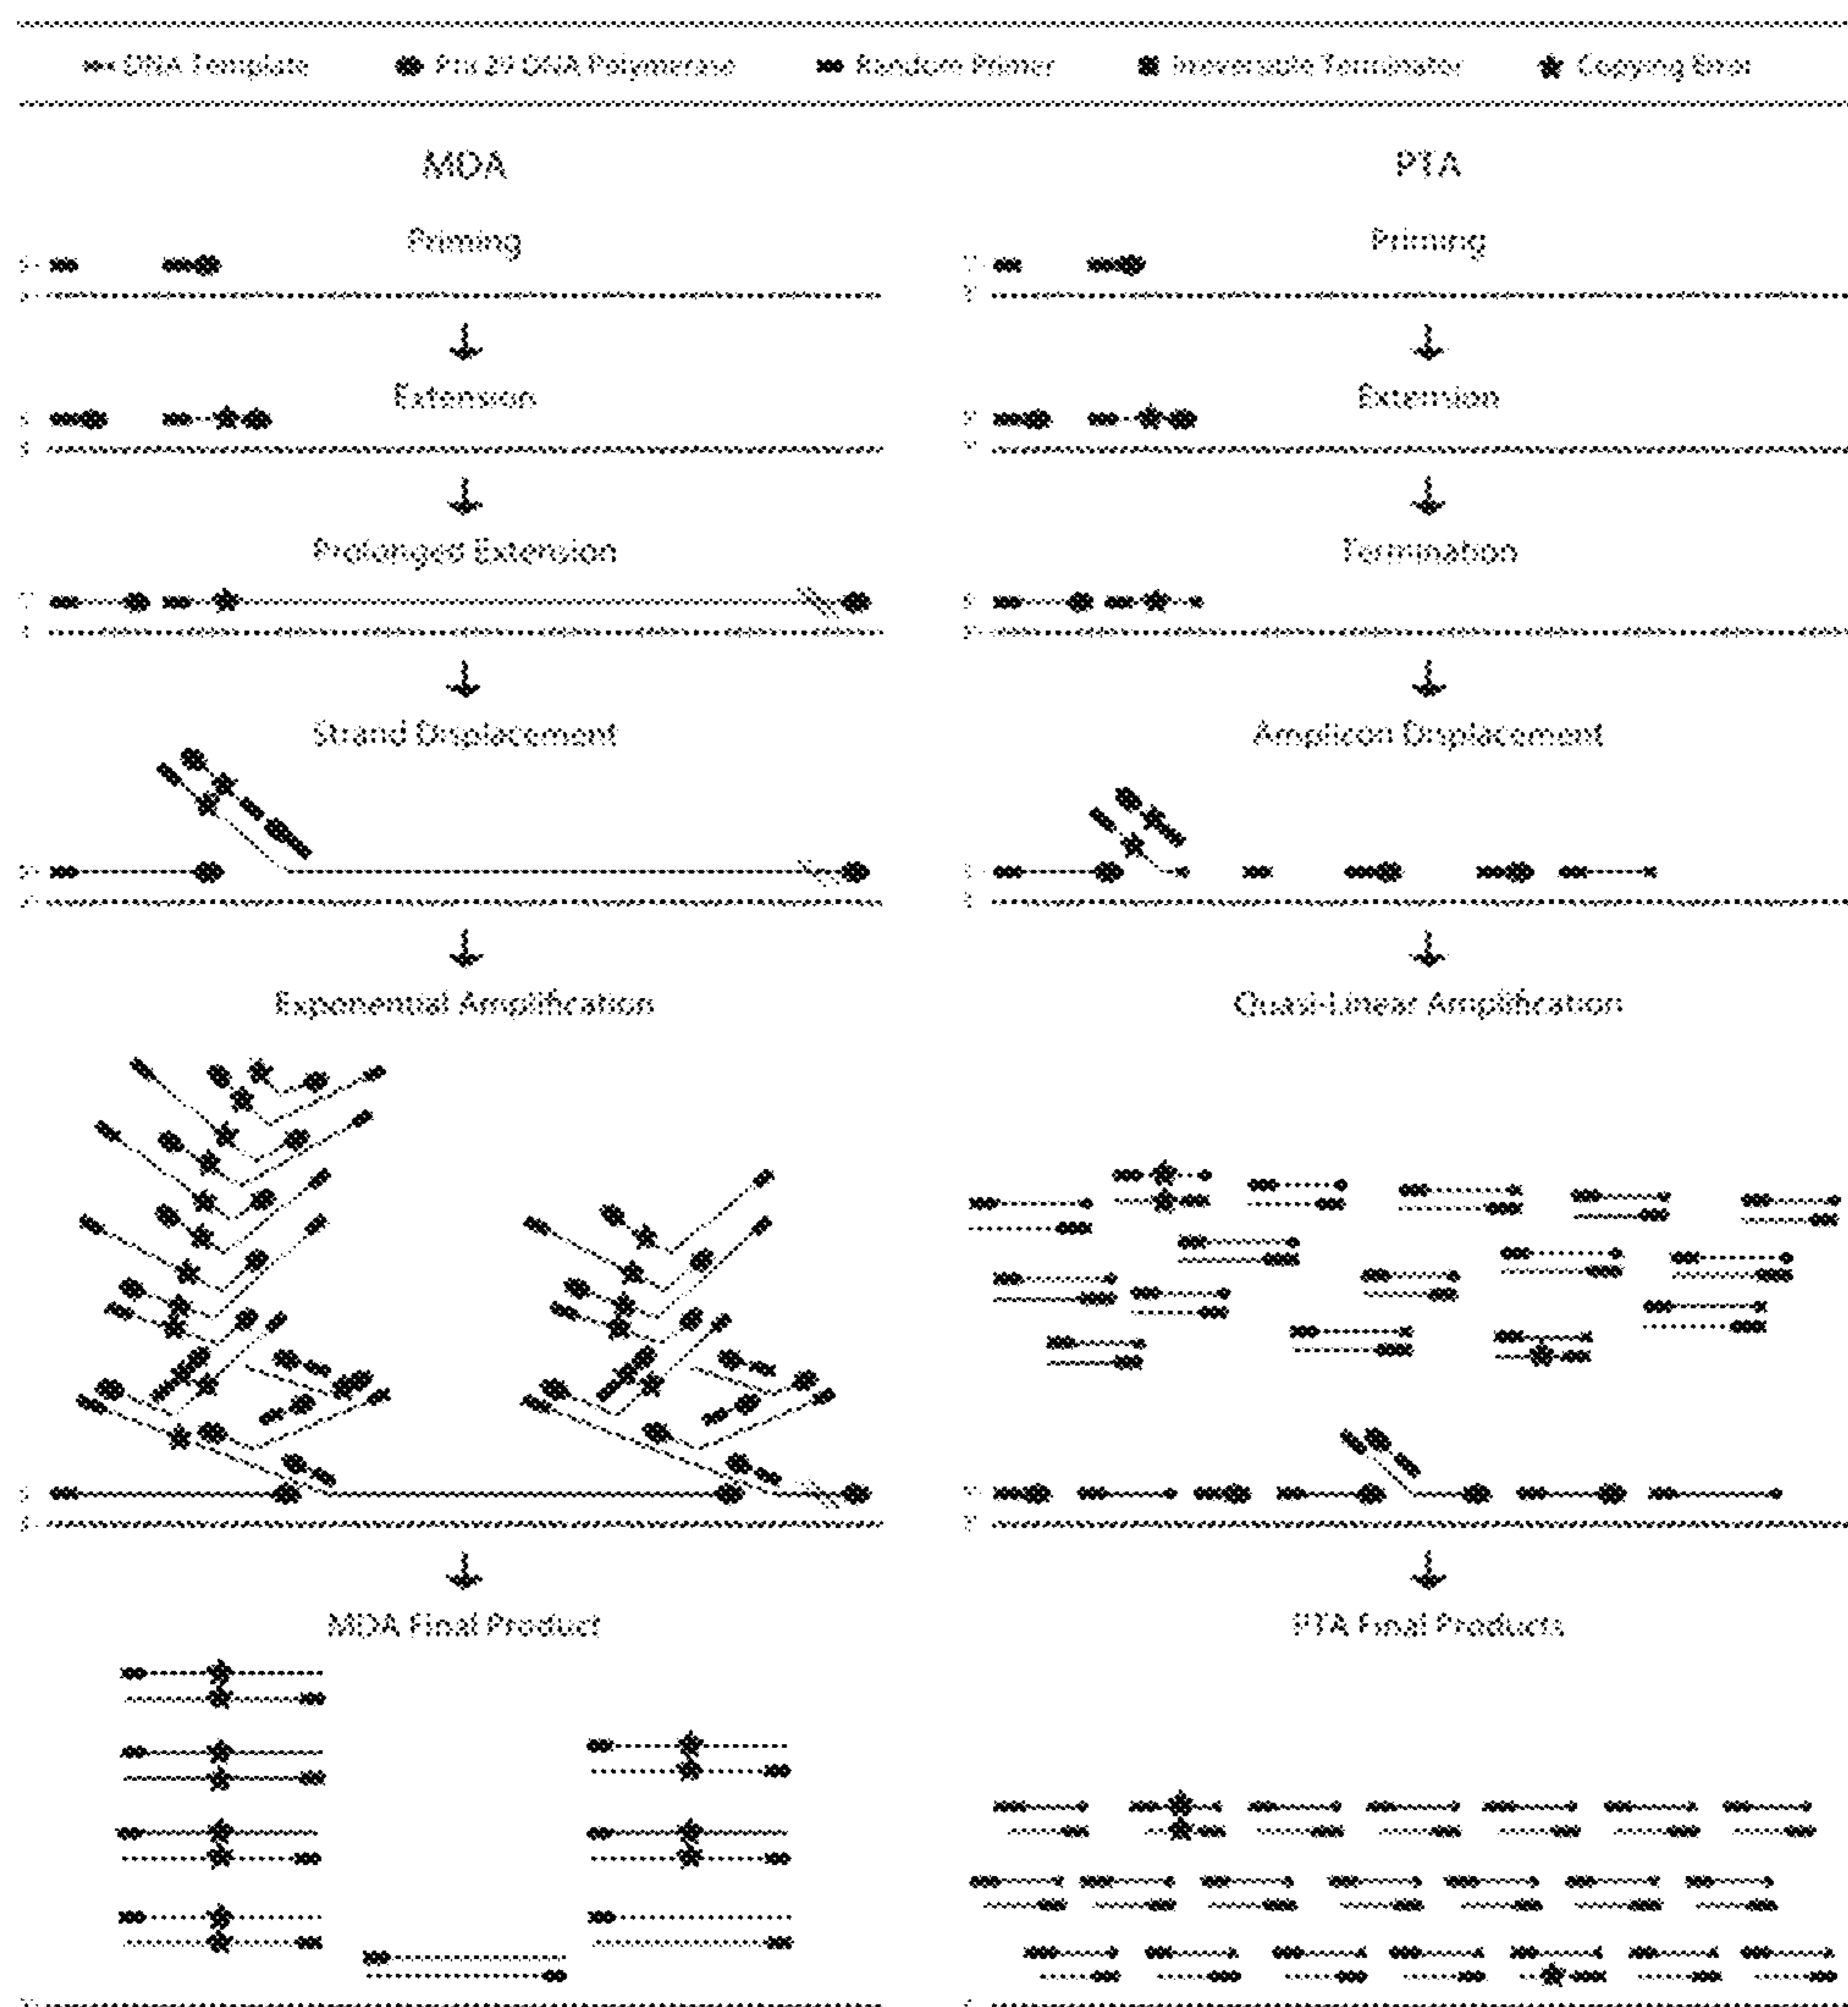 DNA Template Phi 29 DNA Polymerase Random Primer Irreversible Terminator Copying Error
MDA
PTA
Priming
Priming
Extension
Extension
Prolonged Extension
Termination
Strand Displacement
Amplicon Displacement
Exponential Amplification
Quasi-Linear Amplification
MDA Final Product
PTA Final Products